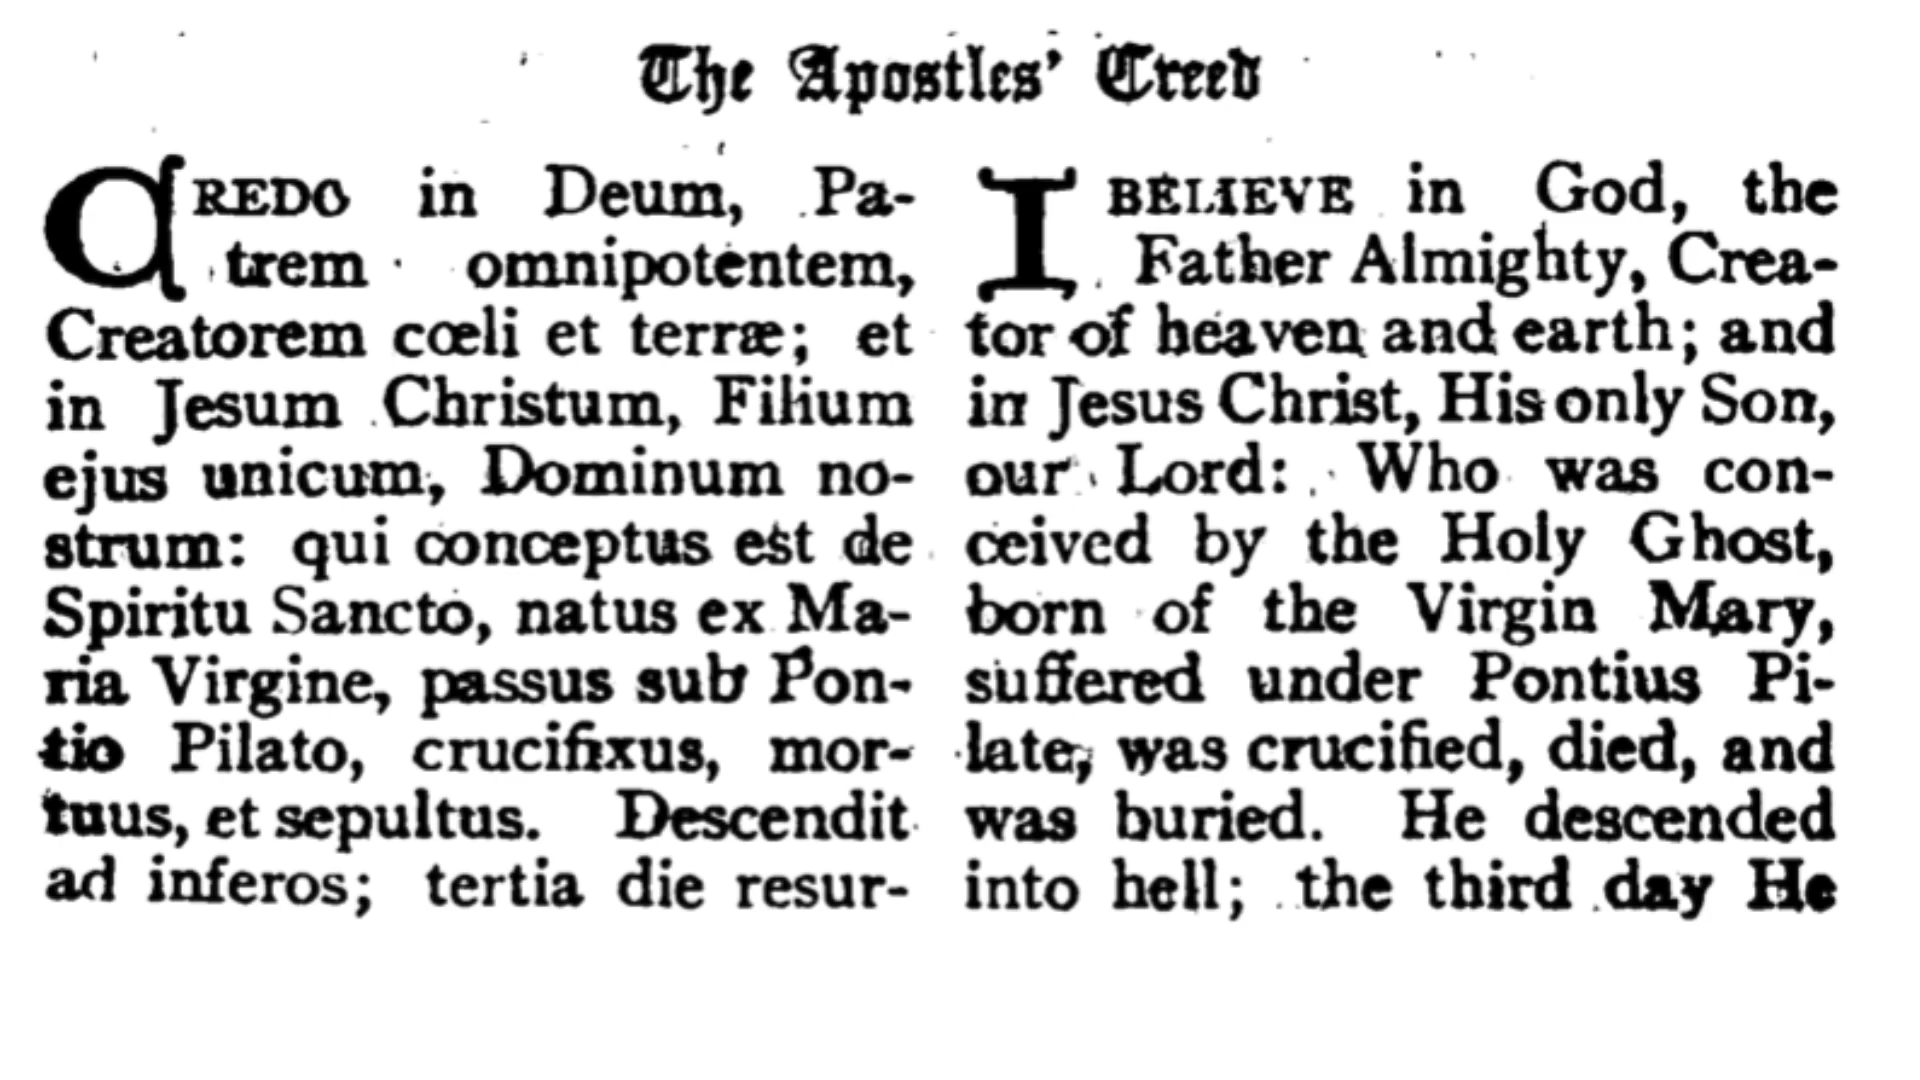 The Apostles' Creed
CREDO in Deum, Pa-
trem omnipotentem,
Creatorem cœli et terræ; et
in Jesum Christum, Filium
ejus unicum, Dominum no-
strum: qui conceptus est de
Spiritu Sancto, natus ex Ma-
ria Virgine, passus sub Pon-
tio Pilato, crucifixus, mor-
tuus, et sepultus. Descendit
ad inferos; tertia die resur-
I BELIEVE in God, the
Father Almighty, Crea-
tor of heaven and earth; and
in Jesus Christ, His only Son,
our Lord: Who was con-
ceived by the Holy Ghost,
born of the Virgin Mary,
suffered under Pontius Pi-
late, was crucified, died, and
was buried. He descended
into hell; the third day He